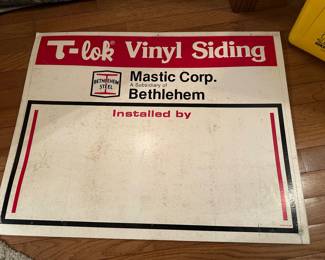 T-lok Vinyl Siding
BETHLEHEM
STEEL
Mastic Corp.
A Subsidiary of
Bethlehem
Installed by